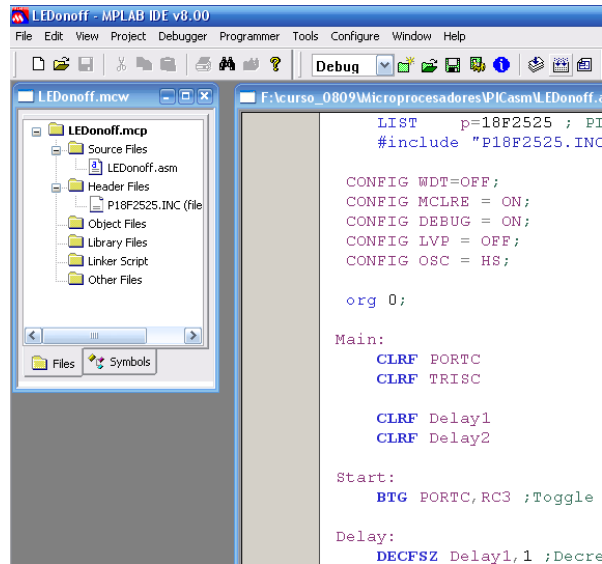 LEDonoff - MPLAB IDE v8.00
File Edit View Project Debugger Programmer Tools Configure Window Help
Debug
LEDonoff.mcw
LEDonoff.mcp
Source Files
LEDonoff.asm
Header Files
P18F2525.INC (file
Object Files
Library Files
Linker Script
Other Files
Files Symbols
F:\curso_0809\Microprocesadores\PICasm\LEDonoff.a
LIST p=18F2525 ; PI
#include "P18F2525.INC
CONFIG WDT=OFF;
CONFIG MCLRE = ON;
CONFIG DEBUG = ON;
CONFIG LVP = OFF;
CONFIG OSC = HS;
org 0;
Main:
CLRF PORTC
CLRF TRISC
CLRF Delay1
CLRF Delay2
Start:
BTG PORTC,RC3 ;Toggle
Delay:
DECFSZ Delay1,1 ;Decre